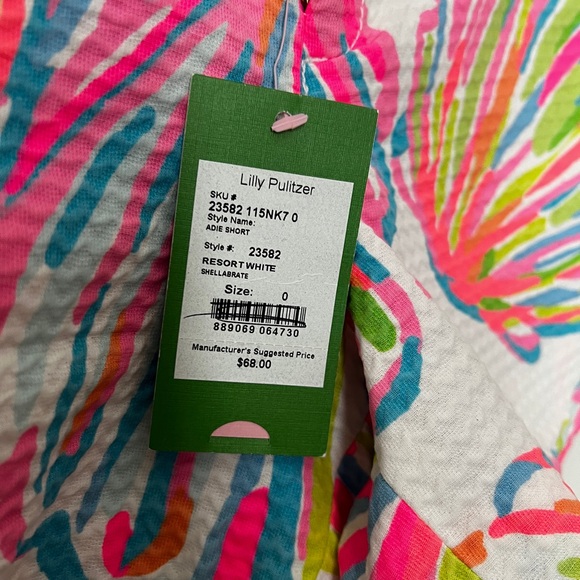 Lilly Pulitzer
SKU #
23582 115NK7 0
Style Name:
ADIE SHORT
Style #: 23582
RESORT WHITE
SHELLABRATE
Size: 0
889069 064730
Manufacturer's Suggested Price
$68.00